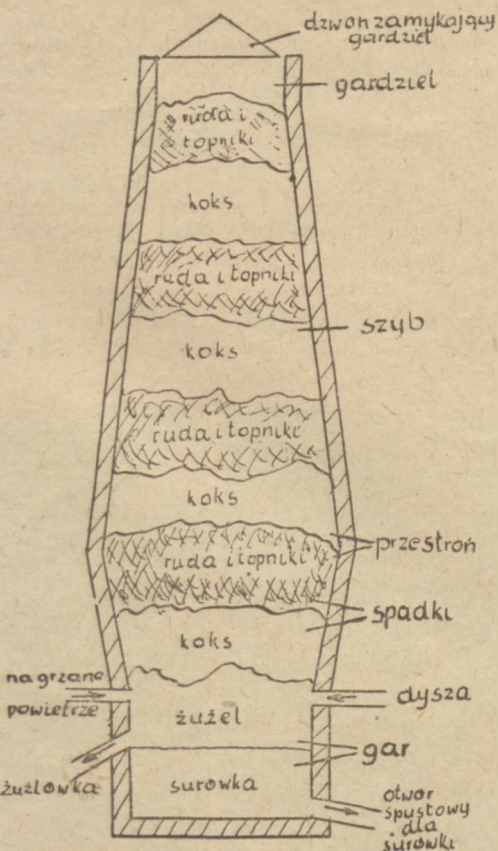 dzwon zamykający
gardziel
gardziel
ruda i
topniki
koks
ruda i topniki
szyb
koks
ruda i topniki
koks
przestroń
ruda i topniki
spadki
koks
nagrzane
powietrze
dysza
żużel
gar
żużlówka
surówka
otwór
spustowy
dla
surówki